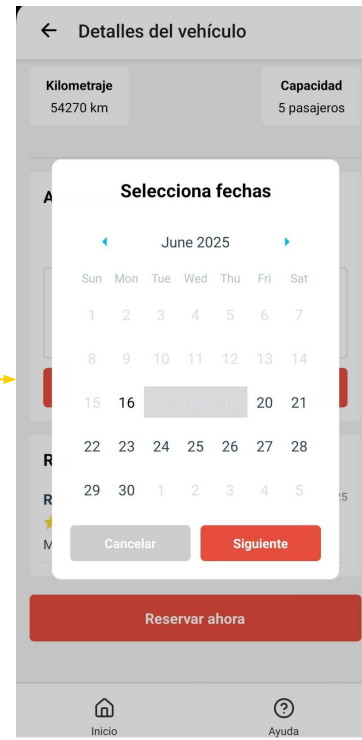 Detalles del vehículo
Kilometraje
54270 km
Capacidad
5 pasajeros
A
Selecciona fechas
June 2025
Sun Mon Tue Wed Thu Fri Sat
1 2 3 4 5 6 7
8 9 10 11 12 13 14
15 16 17 18 19 20 21
22 23 24 25 26 27 28
29 30 1 2 3 4 5
R
R
M
Cancelar
Siguiente
Reservar ahora
Inicio
Ayuda